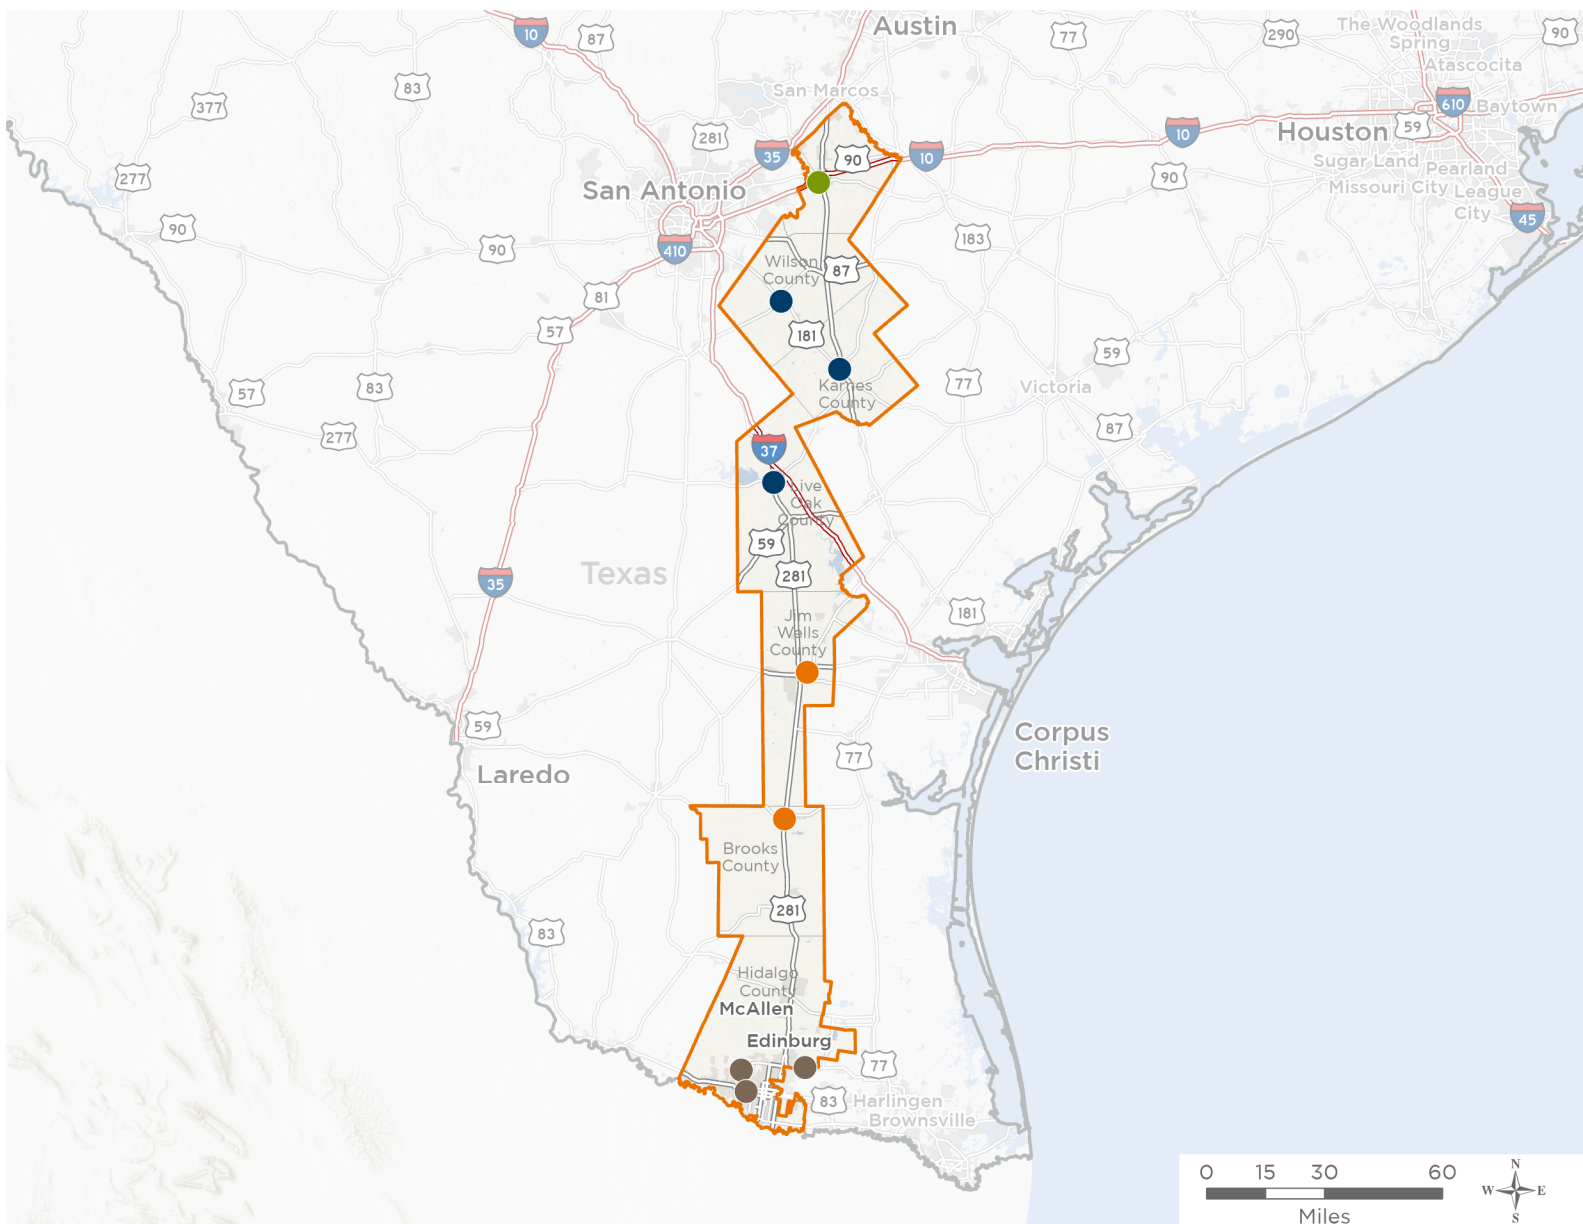 Austin
10
87
77
290
The Woodlands
Spring
90
Atascocita
83
San Marcos
377
610
Baytown
281
35
90
10
10
Houston
59
Sugar Land
Pearland
Missouri City
League
City
277
San Antonio
90
45
90
90
410
183
Wilson
County
87
81
57
181
59
57
83
77
Karnes
County
Victoria
277
87
37
Live
Oak
County
59
Texas
281
35
Jim
Wells
County
181
59
77
Corpus
Christi
Laredo
Brooks
County
281
83
Hidalgo
County
McAllen
Edinburg
77
83
Harlingen
Brownsville
0 15 30 60
Miles
N
W E
S